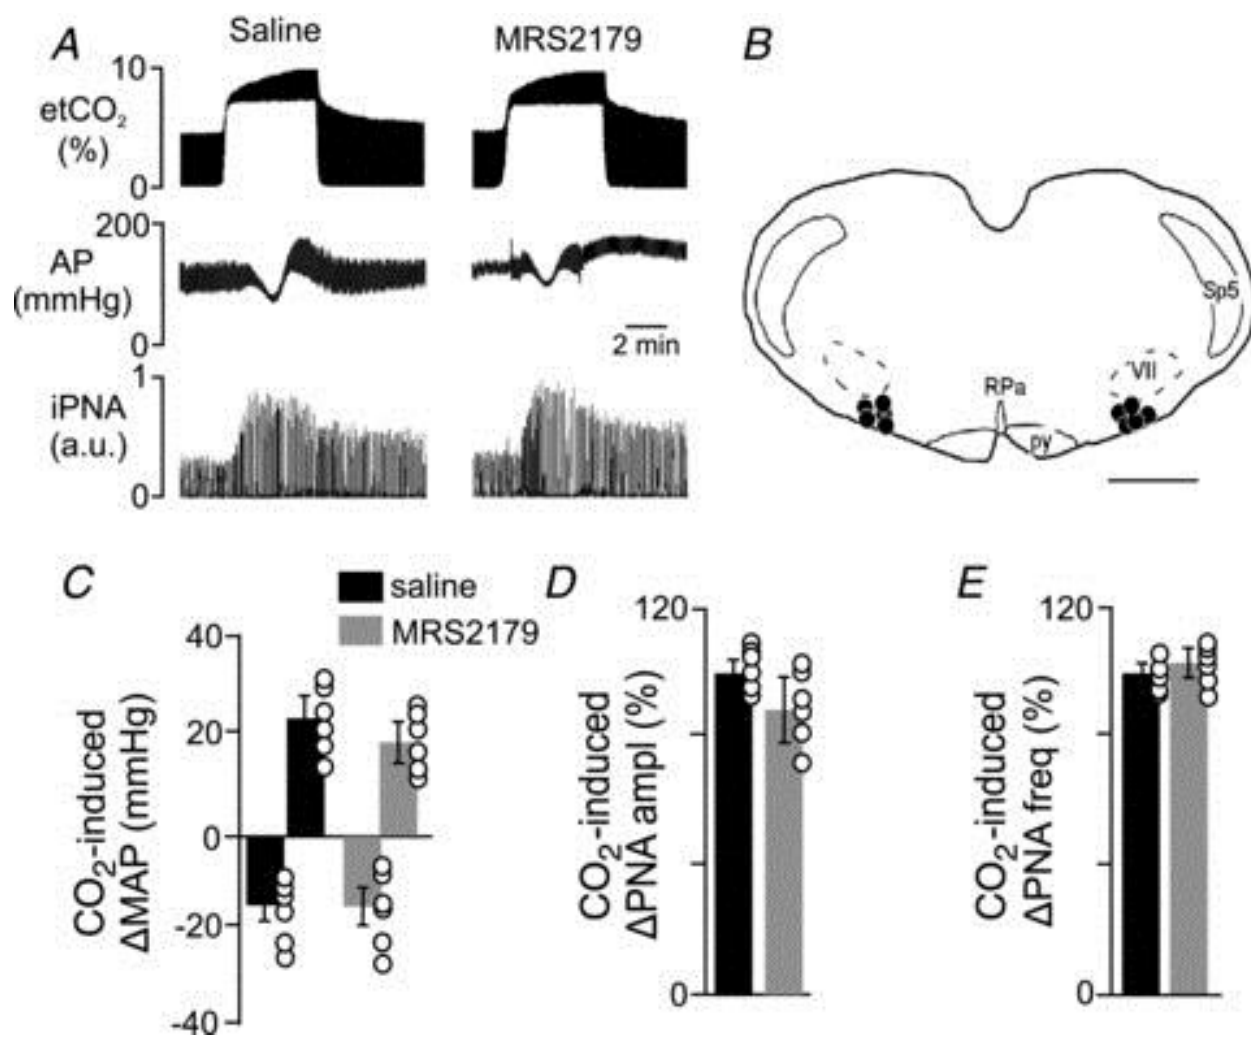 A
Saline
MRS2179
B
10
etCO2
(%)
0
200
AP
(mmHg)
0
2 min
1
iPNA
(a.u.)
0
Sp5
VII
RPa
py
C
saline
MRS2179
40
20
0
-20
-40
CO2-induced
ΔMAP (mmHg)
D
120
0
CO2-induced
ΔPNA ampl (%)
E
120
0
CO2-induced
ΔPNA freq (%)